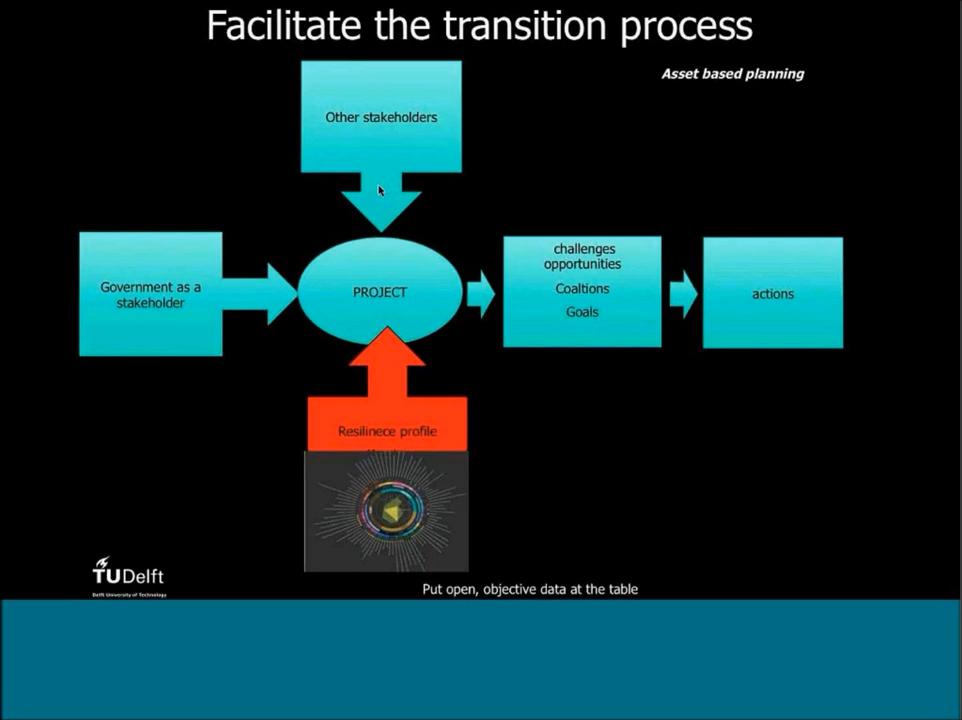 Facilitate the transition process
Asset based planning
Other stakeholders
Government as a
stakeholder
PROJECT
challenges
opportunities
Coaltions
Goals
actions
Resilinece profile
TUDelft
Delft University of Technology
Put open, objective data at the table